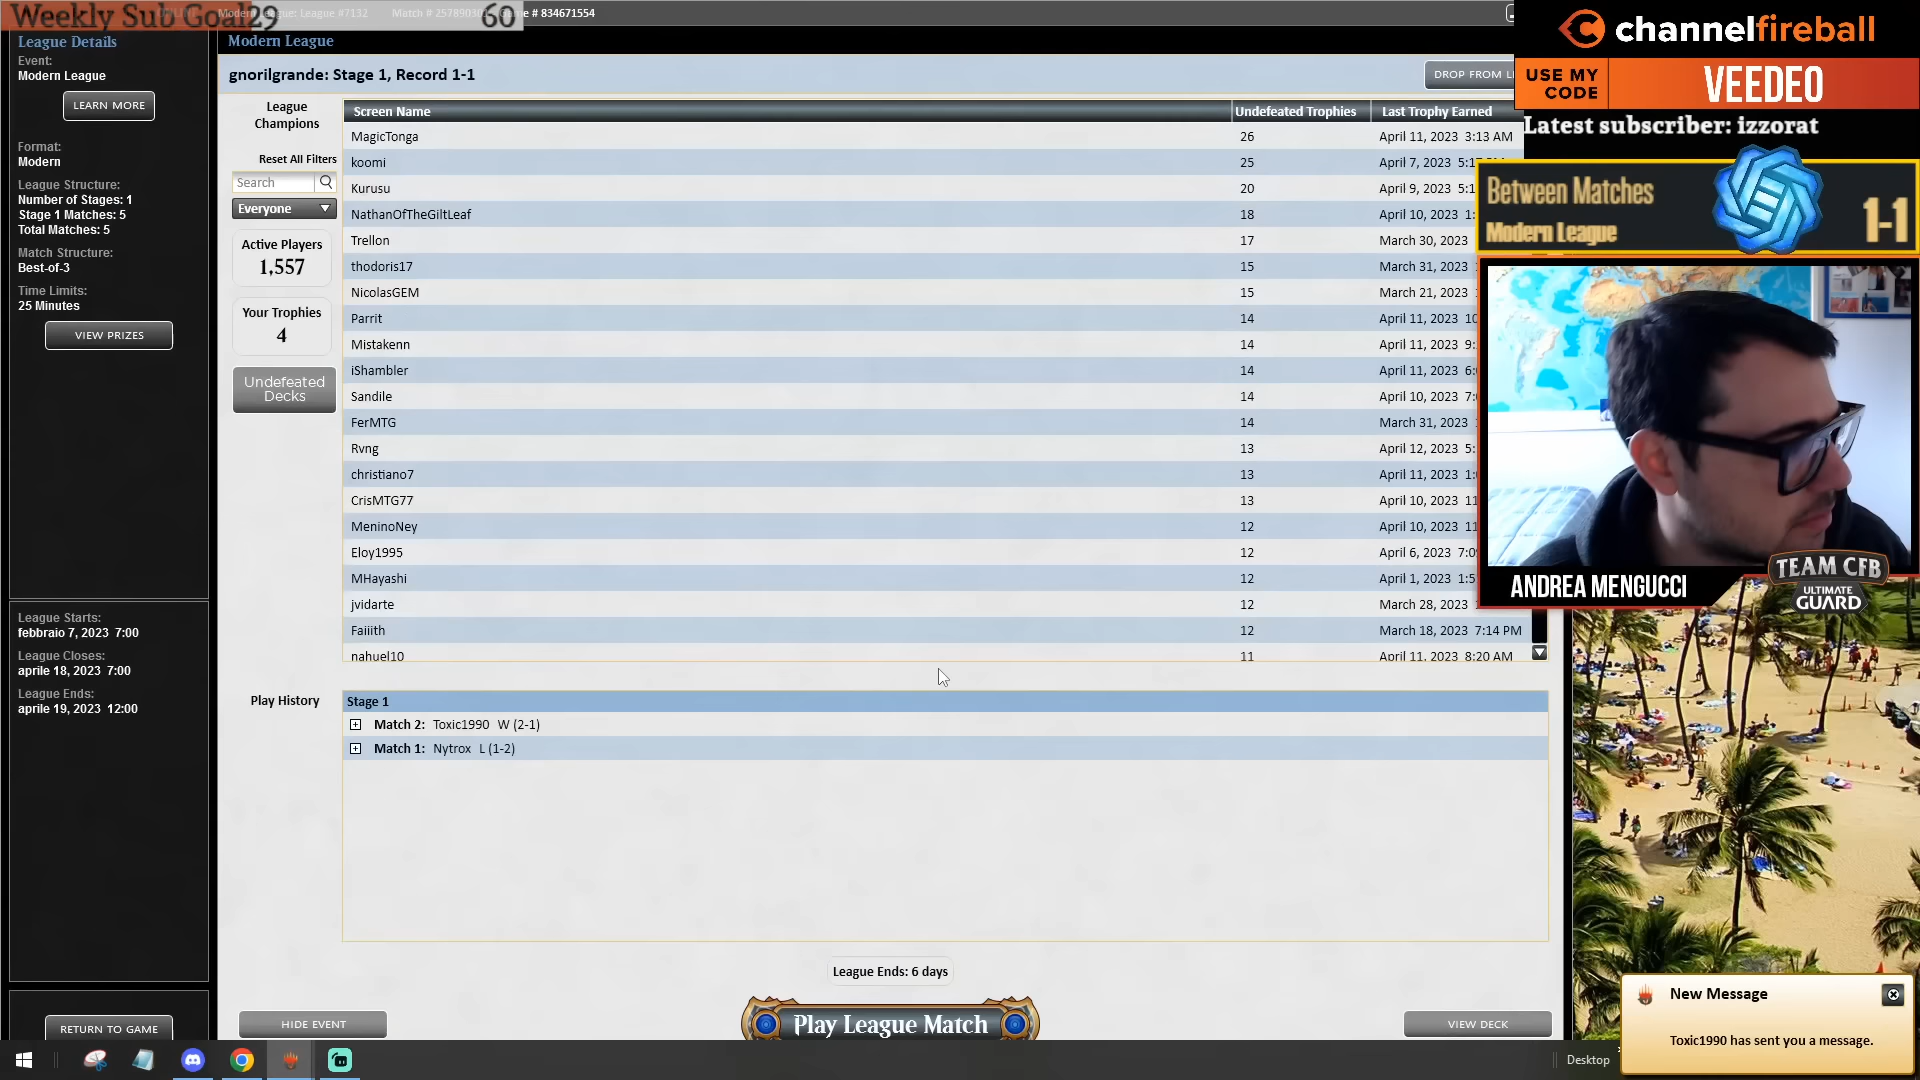 Weekly Sub Goal 29 60
Match # 25789030
Game # 834671554
League Details
Event:
Modern League
LEARN MORE
Format:
Modern
League Structure:
Number of Stages: 1
Stage 1 Matches: 5
Total Matches: 5
Match Structure:
Best-of-3
Time Limits:
25 Minutes
VIEW PRIZES
League Starts:
febbraio 7, 2023 7:00
League Closes:
aprile 18, 2023 7:00
League Ends:
aprile 19, 2023 12:00
RETURN TO GAME
Modern League
gnorilgrande: Stage 1, Record 1-1
DROP FROM
League
Champions
Reset All Filters
Search
Everyone
Active Players
1,557
Your Trophies
4
Undefeated
Decks
Screen Name Undefeated Trophies Last Trophy Earned
MagicTonga 26 April 11, 2023 3:13 AM
koomi 25 April 7, 2023
Kurusu 20 April 9, 2023
NathanOfTheGiltLeaf 18 April 10, 2023
Trellon 17 March 30, 2023
thodoris17 15 March 31, 2023
NicolasGEM 15 March 21, 2023
Parrit 14 April 11, 2023
Mistakenn 14 April 11, 2023
iShambler 14 April 11, 2023
Sandile 14 April 10, 2023
FerMTG 14 March 31, 2023
Rvng 13 April 12, 2023
christiano7 13 April 11, 2023
CrisMTG77 13 April 10, 2023
MeninoNey 12 April 10, 2023
Eloy1995 12 April 6, 2023
MHayashi 12 April 1, 2023
jvidarte 12 March 28, 2023
Faiiith 12 March 18, 2023 7:14 PM
nahuel10 11 April 11, 2023 8:20 AM
Play History
Stage 1
Match 2: Toxic1990 W (2-1)
Match 1: Nytrox L (1-2)
League Ends: 6 days
HIDE EVENT
Play League Match
VIEW DECK
channelfireball
USE MY
CODE
VEEDEO
Latest subscriber: izzorat
Between Matches
Modern League
1-1
ANDREA MENGUCCI
TEAM CFB
ULTIMATE
GUARD
New Message
Toxic1990 has sent you a message.
Desktop